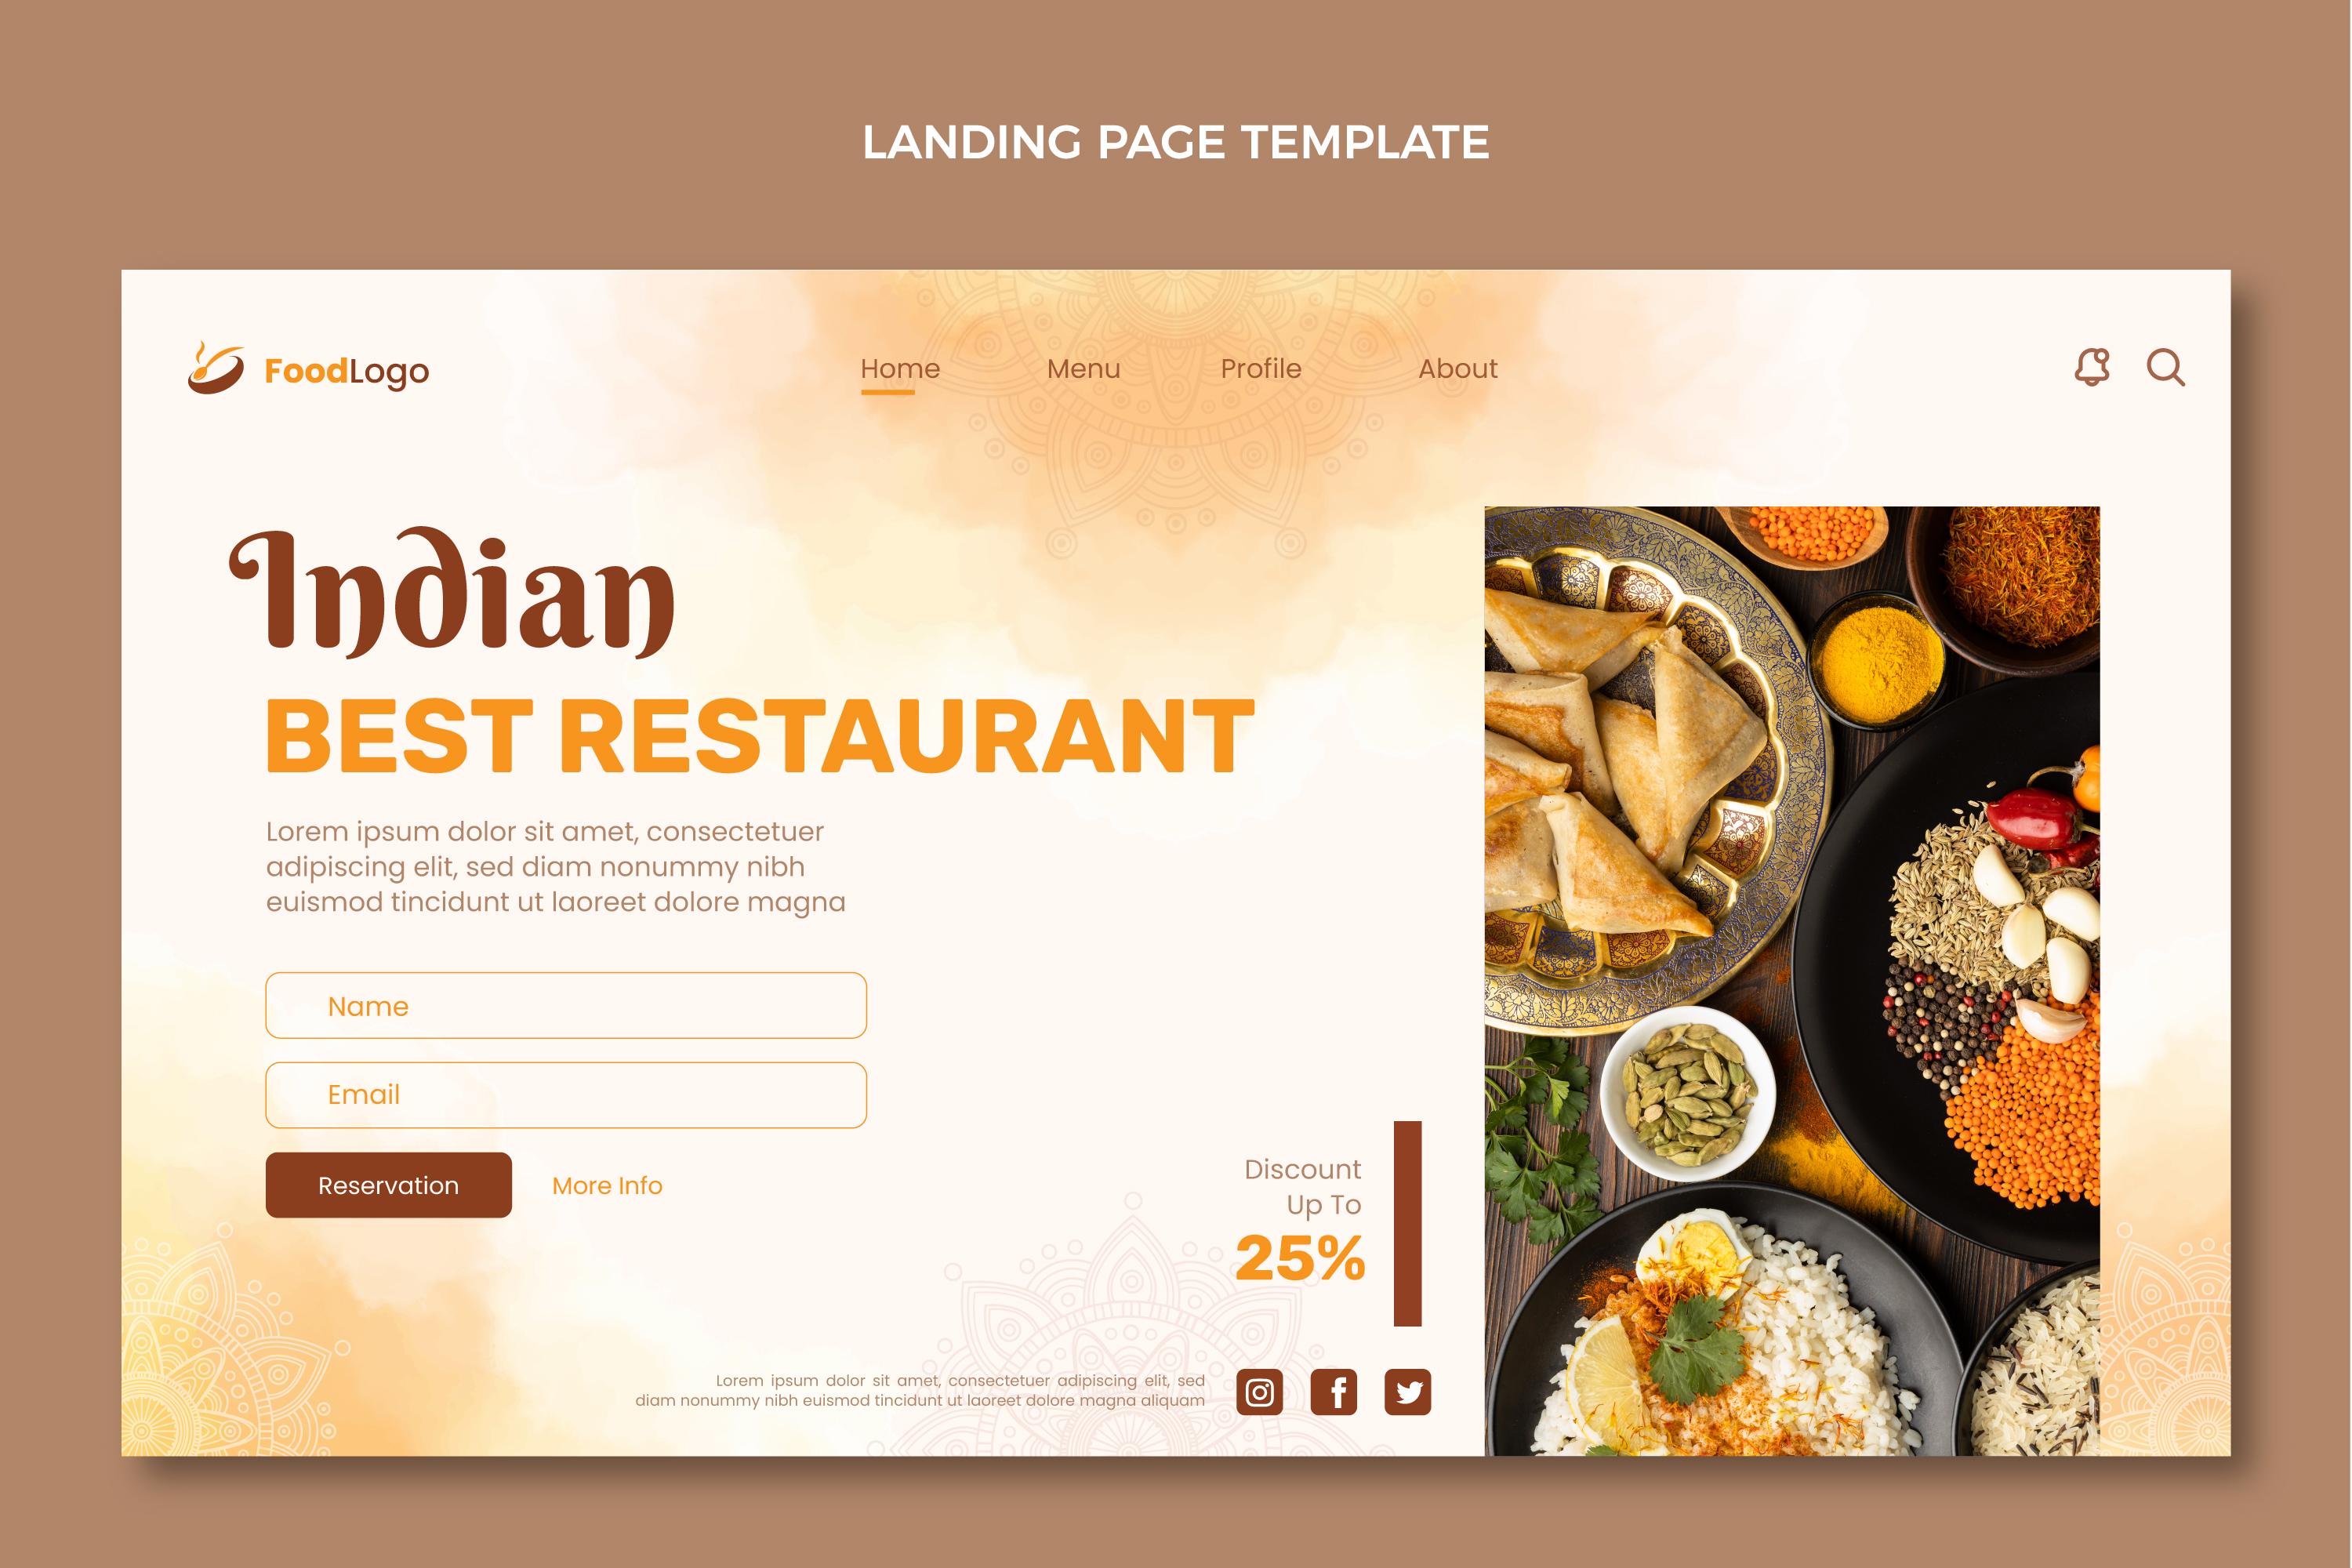 LANDING PAGE TEMPLATE
FoodLogo
Home Menu Profile About
Indian
BEST RESTAURANT
Lorem ipsum dolor sit amet, consectetuer
adipiscing elit, sed diam nonummy nibh
euismod tincidunt ut laoreet dolore magna
Name
Email
Reservation More Info
Discount
Up To
25%
Lorem ipsum dolor sit amet, consectetuer adipiscing elit, sed
diam nonummy nibh euismod tincidunt ut laoreet dolore magna aliquam